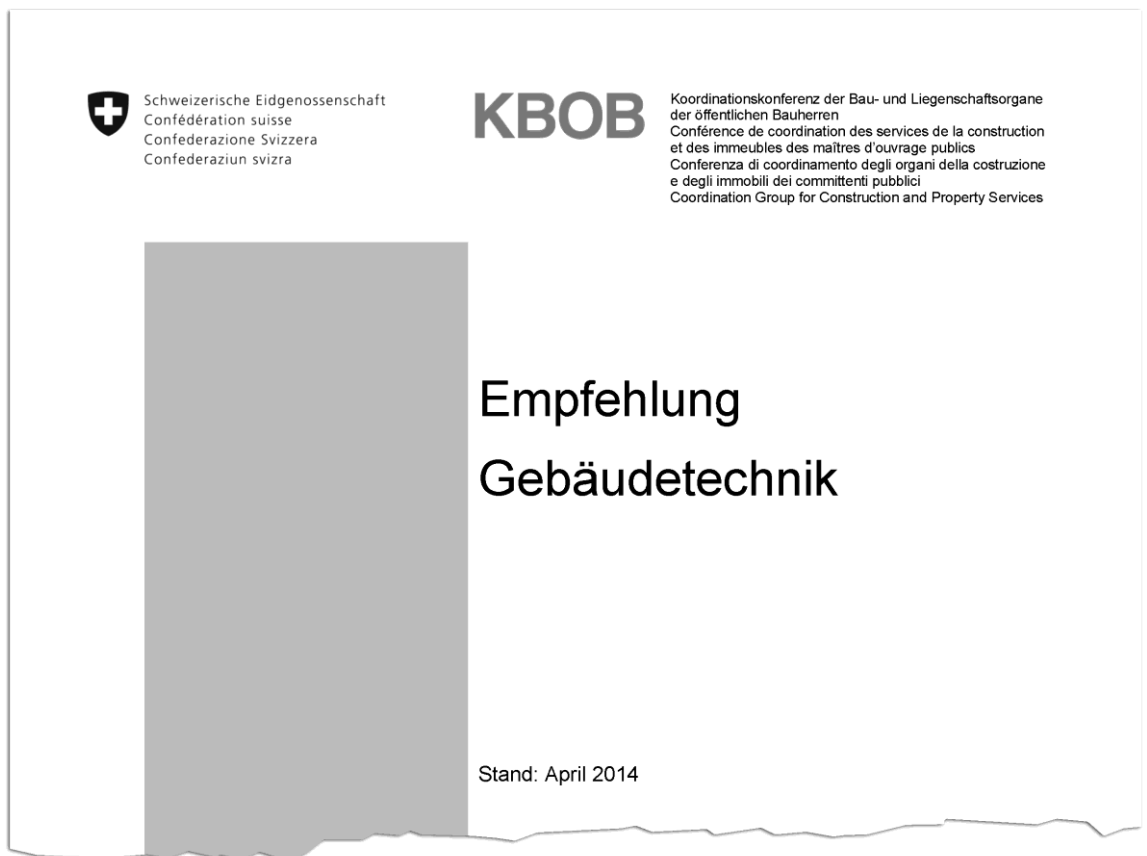 Schweizerische Eidgenossenschaft
Confédération suisse
Confederazione Svizzera
Confederaziun svizra
KBOB
Koordinationskonferenz der Bau- und Liegenschaftsorgane
der öffentlichen Bauherren
Conférence de coordination des services de la construction
et des immeubles des maîtres d'ouvrage publics
Conferenza di coordinamento degli organi della costruzione
e degli immobili dei committenti pubblici
Coordination Group for Construction and Property Services
Empfehlung
Gebäudetechnik
Stand: April 2014